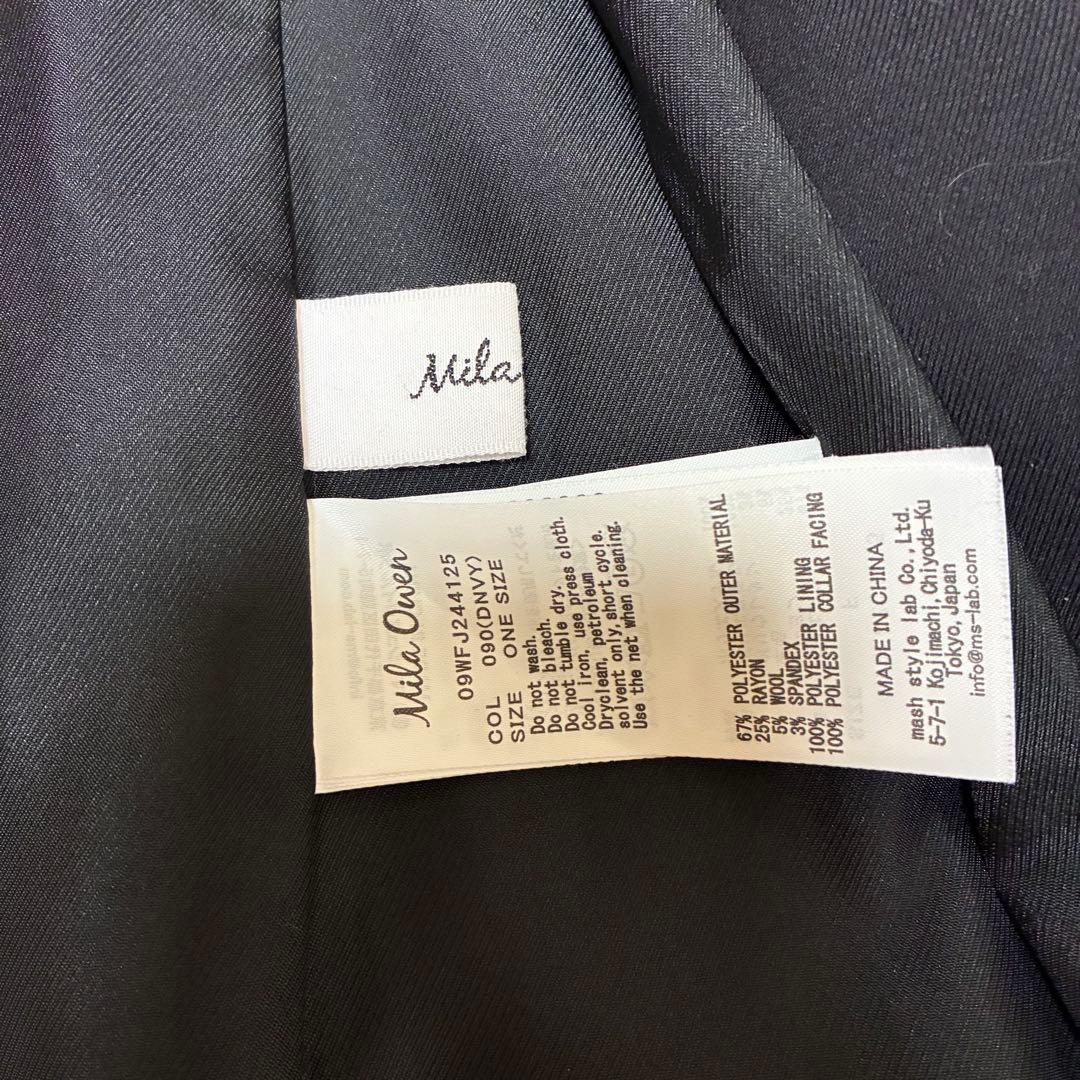 Mila
Mila Owen
09WFJ244125
COL 090(DNVY)
SIZE ONE SIZE
Do not wash.
Do not bleach.
Do not tumble dry.
Cool iron, use press cloth.
Dryclean, petroleum
solvent only, short cycle.
Use the net when cleaning.
67% POLYESTER OUTER MATERIAL
25% RAYON
5% WOOL
3% SPANDEX
100% POLYESTER LINING
100% POLYESTER COLLAR FACING
MADE IN CHINA
mash style lab Co., Ltd.
5-7-1 Kojimachi, Chiyoda-Ku
Tokyo, Japan
info@ms-lab.com